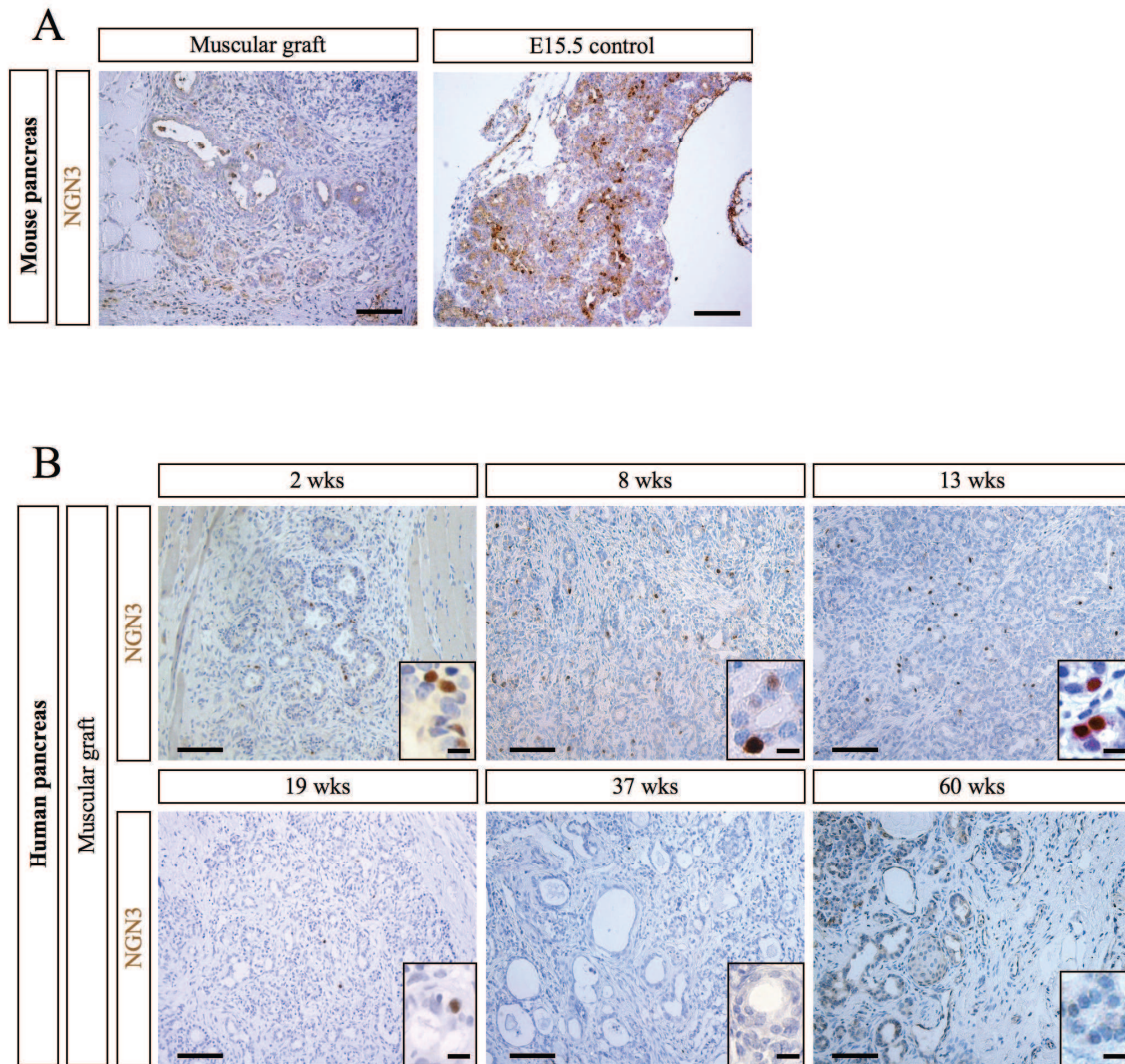 A
Muscular graft
E15.5 control
Mouse pancreas
NGN3
B
2 wks
8 wks
13 wks
Human pancreas
Muscular graft
NGN3
19 wks
37 wks
60 wks
NGN3